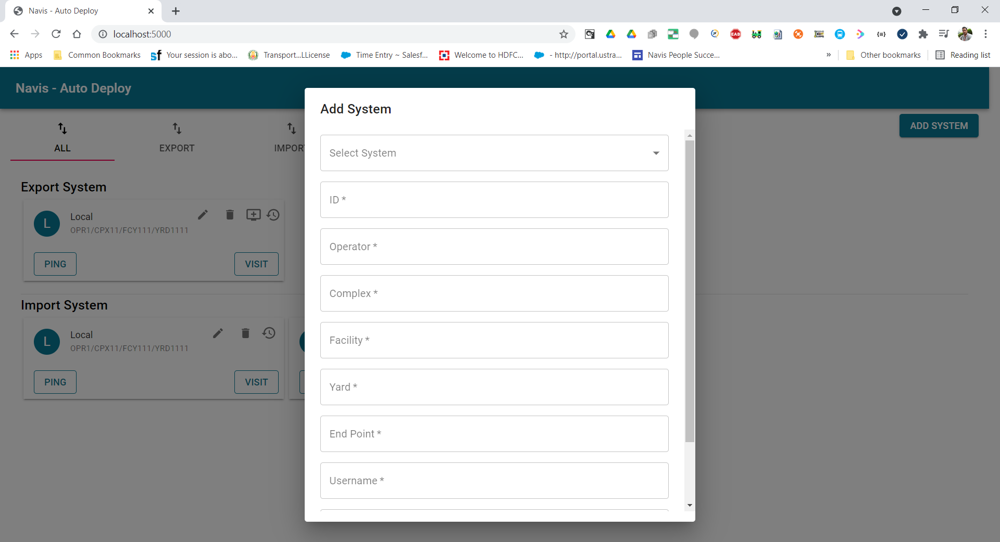 Navis - Auto Deploy
localhost:5000
EAB
Apps
Common Bookmarks
sf
Your session is abo...
Transport...LLicense
Time Entry ~ Salesf...
Welcome to HDFC...
- http://portal.ustra...
Navis People Succe...
»
Other bookmarks
Reading list
Navis - Auto Deploy
ADD SYSTEM
ALL
EXPORT
IMPOR
Export System
L
Local
OPR1/CPX11/FCY111/YRD1111
PING
VISIT
Import System
L
Local
OPR1/CPX11/FCY111/YRD1111
PING
VISIT
Add System
Select System
ID *
Operator *
Complex *
Facility *
Yard *
End Point *
Username *